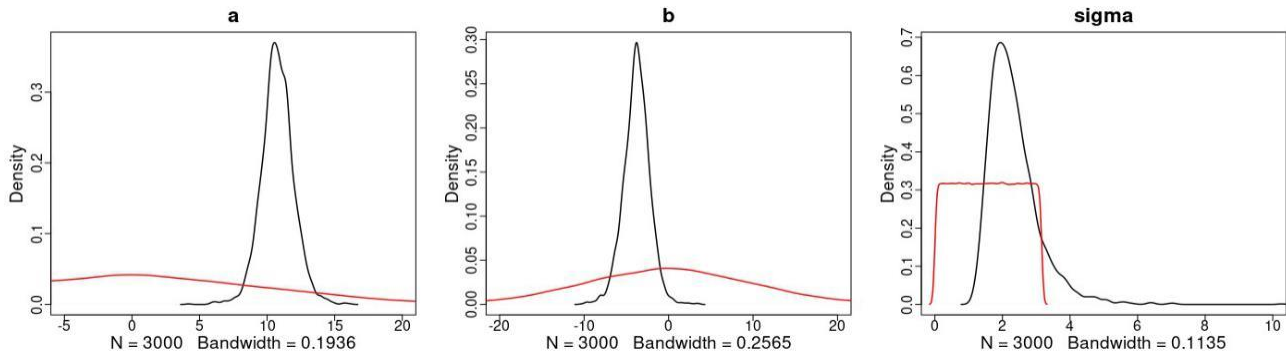 a
Density
0.0 0.1 0.2 0.3
-5 0 5 10 15 20
N = 3000 Bandwidth = 0.1936
b
Density
0.00 0.05 0.10 0.15 0.20 0.25 0.30
-20 -10 0 10 20
N = 3000 Bandwidth = 0.2565
sigma
Density
0.0 0.1 0.2 0.3 0.4 0.5 0.6 0.7
0 2 4 6 8 10
N = 3000 Bandwidth = 0.1135